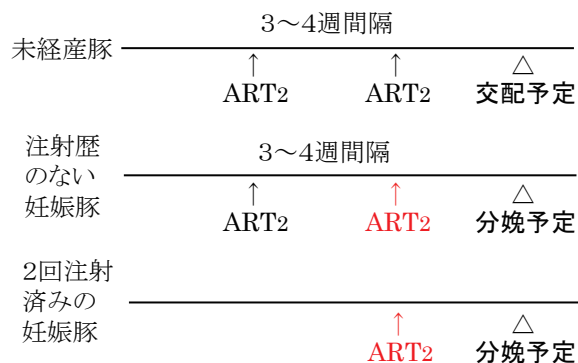 3～4週間隔
未経産豚
↑ ↑ △
ART2 ART2 交配予定
注射歴
のない
妊娠豚
3～4週間隔
↑ ↑ △
ART2 ART2 分娩予定
2回注射
済みの
妊娠豚
↑ △
ART2 分娩予定